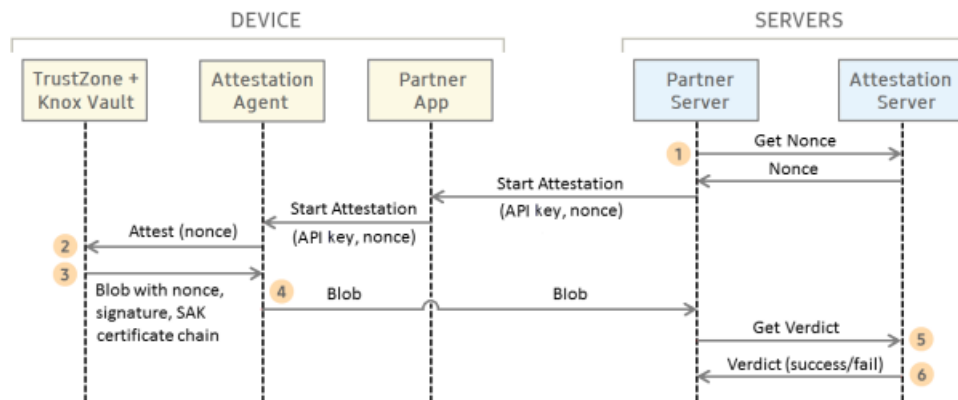 DEVICE
SERVERS
TrustZone +
Knox Vault
Attestation
Agent
Partner
App
Partner
Server
Attestation
Server
1
Get Nonce
Nonce
Start Attestation
(API key, nonce)
Start Attestation
(API key, nonce)
2
Attest (nonce)
3
Blob with nonce,
signature, SAK
certificate chain
4
Blob
Blob
Get Verdict
5
Verdict (success/fail)
6